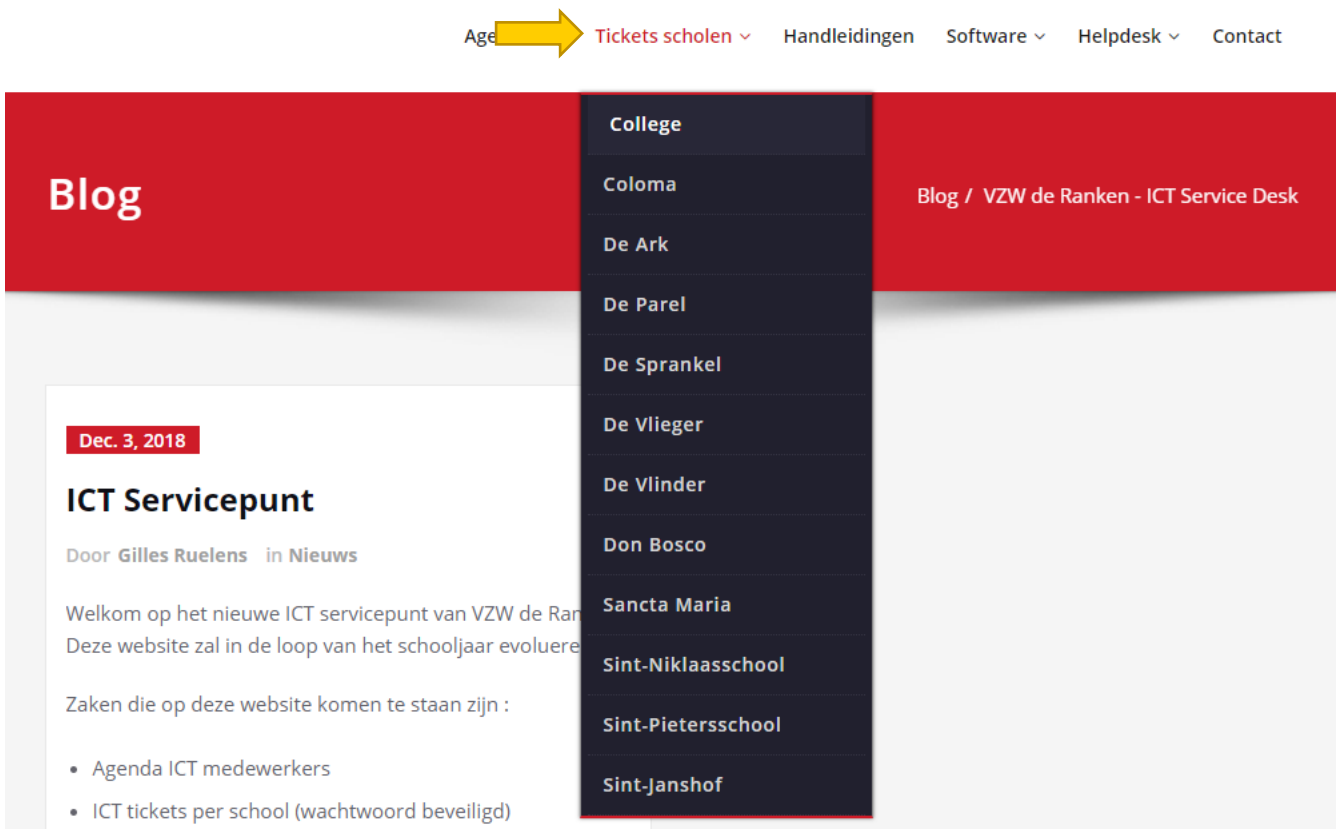 Age
Tickets scholen
Handleidingen
Software
Helpdesk
Contact
Blog
Blog / VZW de Ranken - ICT Service Desk
College
Coloma
De Ark
De Parel
De Sprankel
De Vlieger
De Vlinder
Don Bosco
Sancta Maria
Sint-Niklaasschool
Sint-Pietersschool
Sint-Janshof
Dec. 3, 2018
ICT Servicepunt
Door Gilles Ruelens in Nieuws
Welkom op het nieuwe ICT servicepunt van VZW de Ran
Deze website zal in de loop van het schooljaar evoluere
Zaken die op deze website komen te staan zijn :
• Agenda ICT medewerkers
• ICT tickets per school (wachtwoord beveiligd)